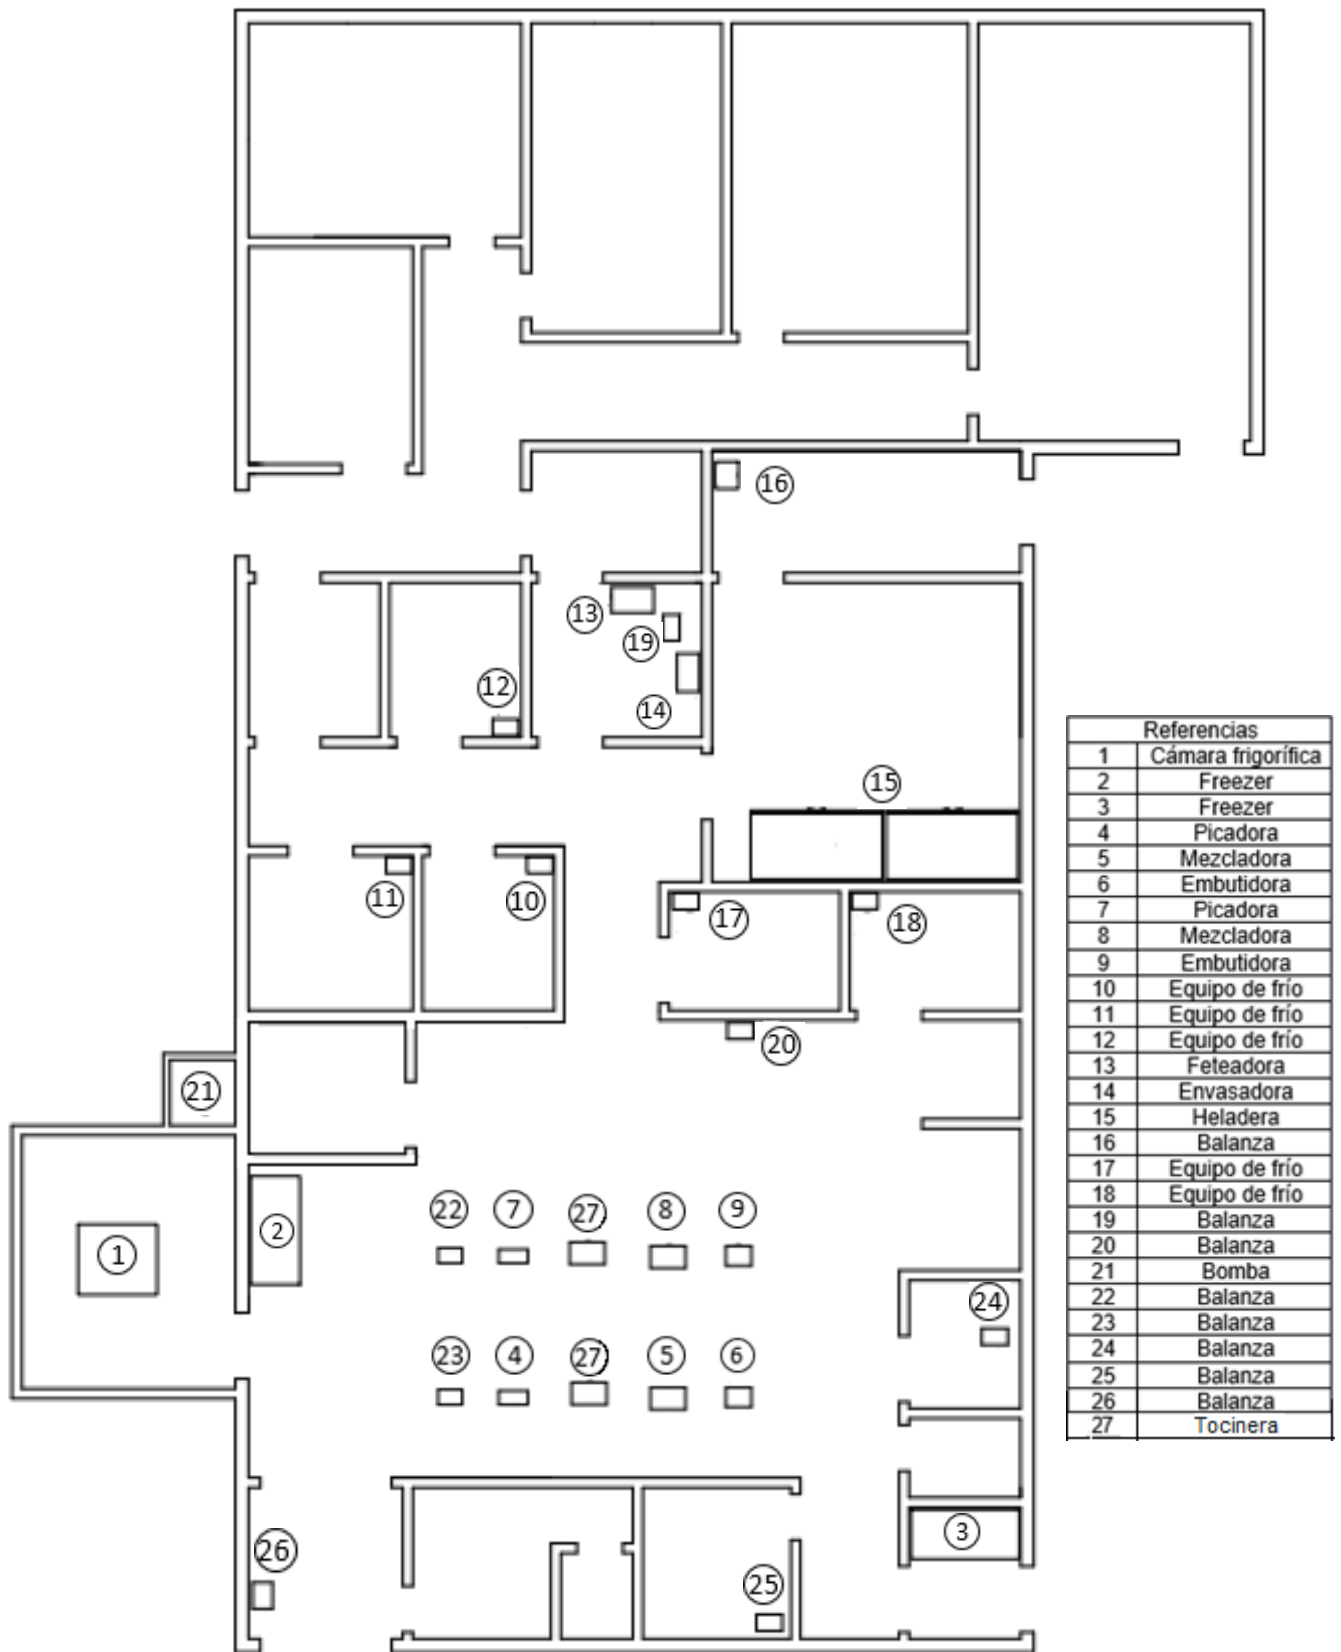 16
13
19
12
14
15
11
10
17
18
20
21
22
7
27
8
9
2
1
24
23
4
27
5
6
3
26
25
Referencias
1 Cámara frigorífica
2 Freezer
3 Freezer
4 Picadora
5 Mezcladora
6 Embutidora
7 Picadora
8 Mezcladora
9 Embutidora
10 Equipo de frío
11 Equipo de frío
12 Equipo de frío
13 Feteadora
14 Envasadora
15 Heladera
16 Balanza
17 Equipo de frío
18 Equipo de frío
19 Balanza
20 Balanza
21 Bomba
22 Balanza
23 Balanza
24 Balanza
25 Balanza
26 Balanza
27 Tocinera